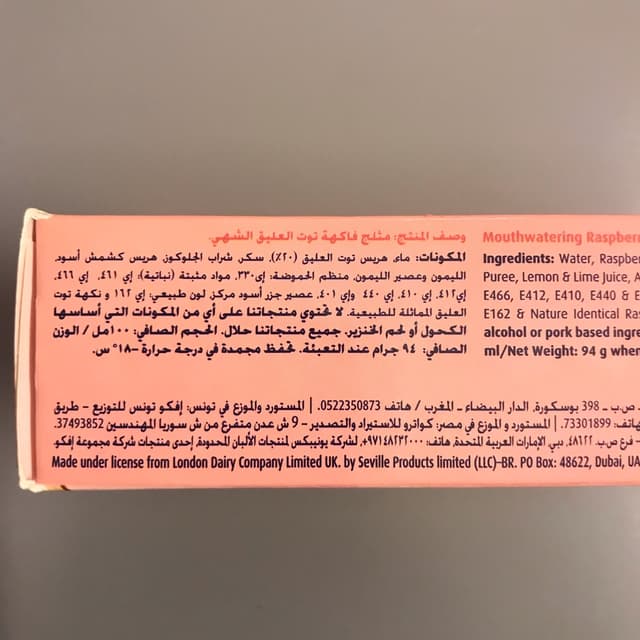 وصف المنتج: مثلج فاكهة توت العليق الشهي.
المكونات: ماء، هريس توت العليق (٢٠٪)، سكر، شراب الجلوكوز، هريس كشمش أسود،
الليمون وعصير الليمون، منظم الحموضة: إي٣٣٠، مواد مثبتة (نباتية): إي ٤٦١، إي ٤٦٦،
إي٤١٢، إي ٤١٠، إي ٤٤٠ وإي ٤٠١، عصير جزر أسود مركز، لون طبيعي: إي ١٦٢ و نكهة توت
العليق المماثلة للطبيعية. لا تحتوي منتجاتنا على أي من المكونات التي أساسها
الكحول أو لحم الخنزير. جميع منتجاتنا حلال. الحجم الصافي: ١٠٠مل / الوزن
الصافي: ٩٤ جرام عند التعبئة. تحفظ مجمدة في درجة حرارة -١٨° س.
Mouthwatering Raspber
Ingredients: Water, Raspber
Puree, Lemon & Lime Juice, A
E466, E412, E410, E440 & E
E162 & Nature Identical Ras
alcohol or pork based ingre
ml/Net Weight: 94 g wher
ص.ب ـ 398 بوسكورة، الدار البيضاء ـ المغرب / هاتف 0522350873. | المستورد والموزع في تونس: إفكو تونس للتوزيع - طريق
هاتف: 73301899. | المستورد و الموزع في مصر: كواترو للاستيراد والتصدير - 9 ش عدن متفرع من ش سوريا المهندسين 37493852.
- فرع ص.ب. ٤٨٦٢٢، دبي الإمارات العربية المتحدة، هاتف: ٩٧١٤٨٢٣٢٠٠٠+، لشركة يونيبكس لمنتجات الألبان المحدودة، إحدى منتجات شركة مجموعة إفكو.
Made under license from London Dairy Company Limited UK. by Seville Products limited (LLC)–BR. PO Box: 48622, Dubai, UA